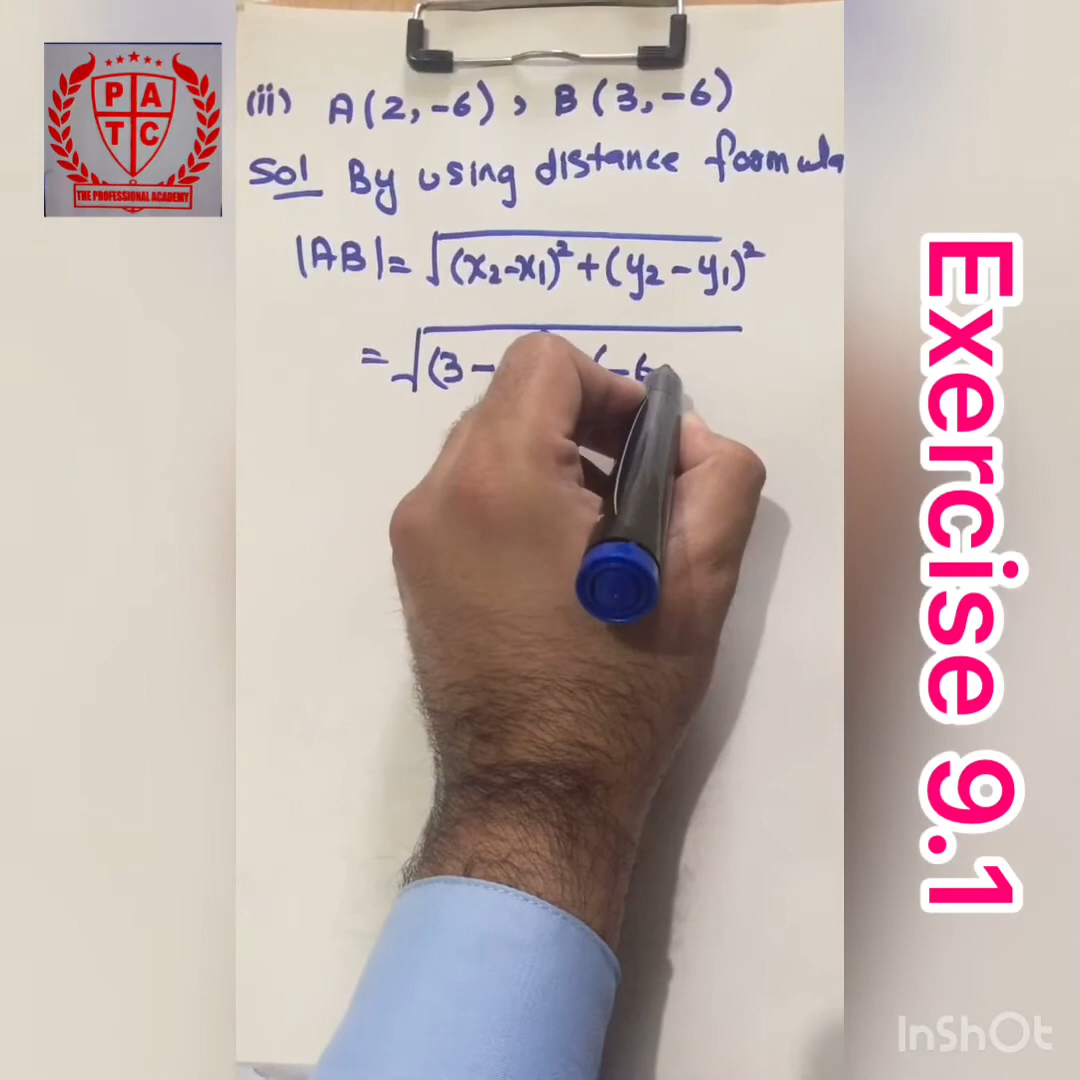 P A
T C
THE PROFESSIONAL ACADEMY
(ii) A(2,-6), B(3,-6)
Sol By using distance formula
|AB|= √(x₂-x₁)²+(y₂-y₁)²
= √(3- (-6
Exercise 9.1
InShOt